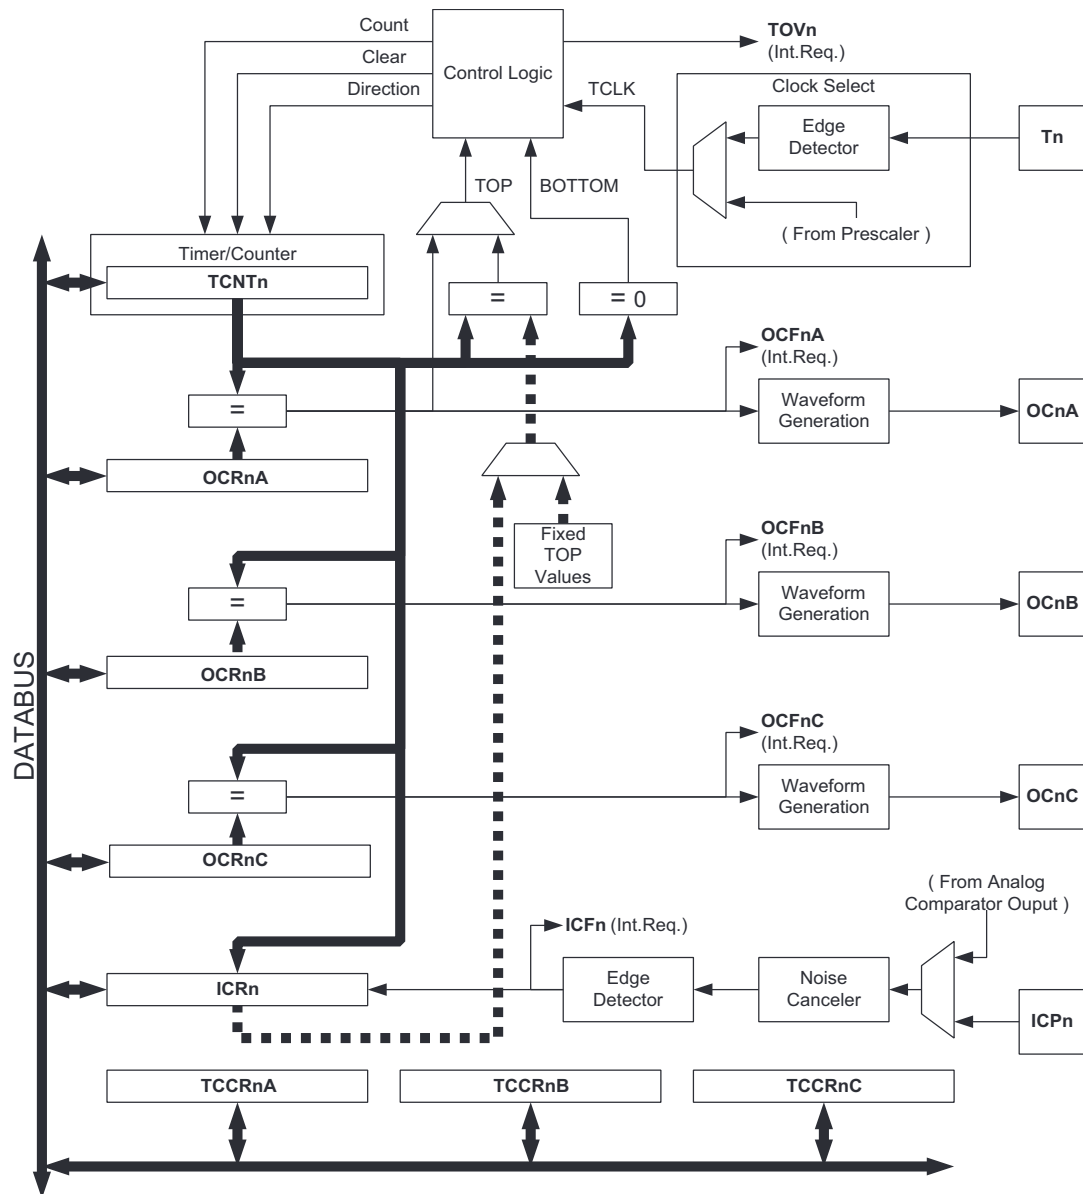 Count
Clear
Direction
Control Logic
TOVn
(Int.Req.)
TCLK
Clock Select
Edge
Detector
Tn
( From Prescaler )
TOP
BOTTOM
Timer/Counter
TCNTn
=
= 0
OCFnA
(Int.Req.)
=
Waveform
Generation
OCnA
OCRnA
Fixed
TOP
Values
OCFnB
(Int.Req.)
=
Waveform
Generation
OCnB
OCRnB
DATABUS
OCFnC
(Int.Req.)
=
Waveform
Generation
OCnC
OCRnC
( From Analog
Comparator Ouput )
ICFn (Int.Req.)
ICRn
Edge
Detector
Noise
Canceler
ICPn
TCCRnA
TCCRnB
TCCRnC